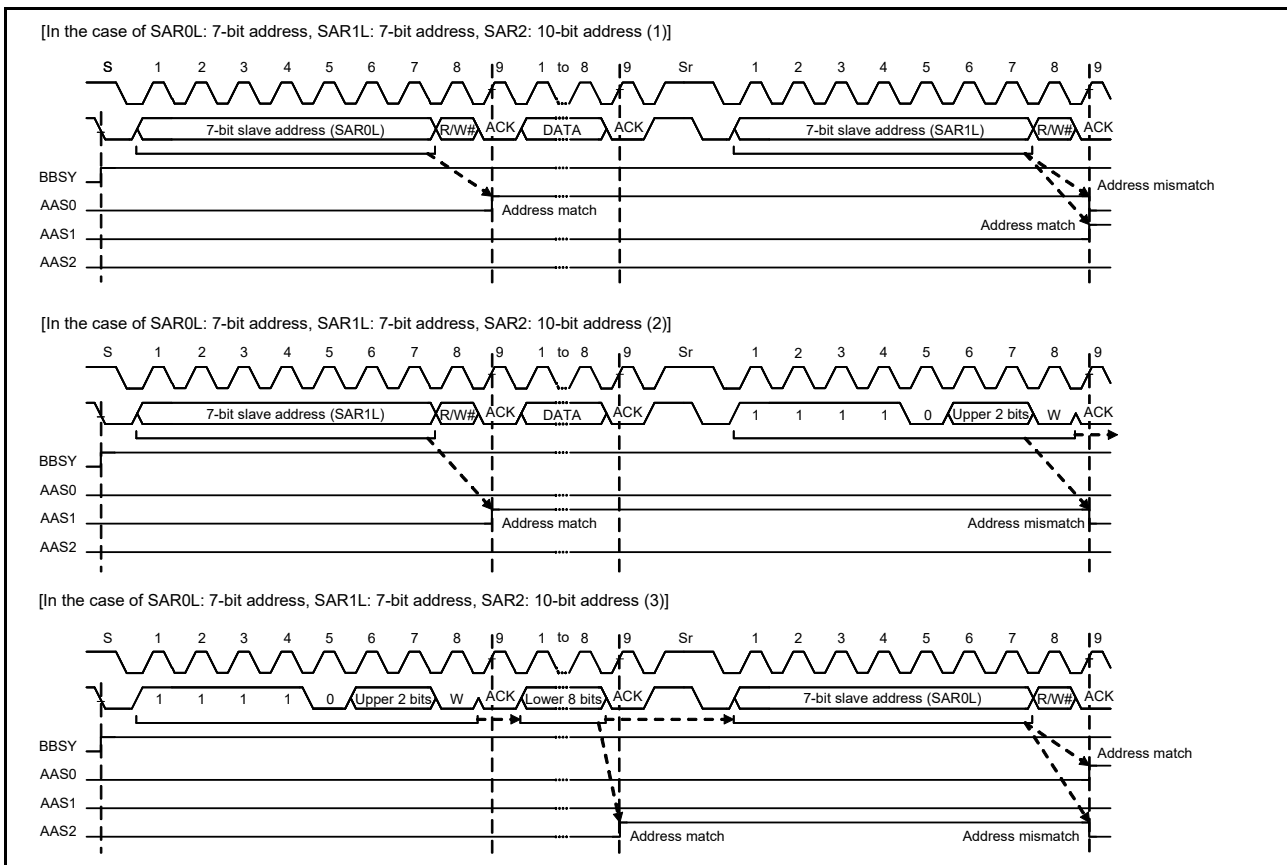 [In the case of SAR0L: 7-bit address, SAR1L: 7-bit address, SAR2: 10-bit address (1)]
S 1 2 3 4 5 6 7 8 9 1 to 8 9 Sr 1 2 3 4 5 6 7 8 9
7-bit slave address (SAR0L) R/W# ACK DATA ACK 7-bit slave address (SAR1L) R/W# ACK
BBSY
Address mismatch
AAS0
Address match
Address match
AAS1
AAS2
[In the case of SAR0L: 7-bit address, SAR1L: 7-bit address, SAR2: 10-bit address (2)]
S 1 2 3 4 5 6 7 8 9 1 to 8 9 Sr 1 2 3 4 5 6 7 8 9
7-bit slave address (SAR1L) R/W# ACK DATA ACK 1 1 1 1 0 Upper 2 bits W ACK
BBSY
AAS0
AAS1
Address match Address mismatch
AAS2
[In the case of SAR0L: 7-bit address, SAR1L: 7-bit address, SAR2: 10-bit address (3)]
S 1 2 3 4 5 6 7 8 9 1 to 8 9 Sr 1 2 3 4 5 6 7 8 9
1 1 1 1 0 Upper 2 bits W ACK Lower 8 bits ACK 7-bit slave address (SAR0L) R/W# ACK
BBSY
Address match
AAS0
AAS1
AAS2
Address match Address mismatch